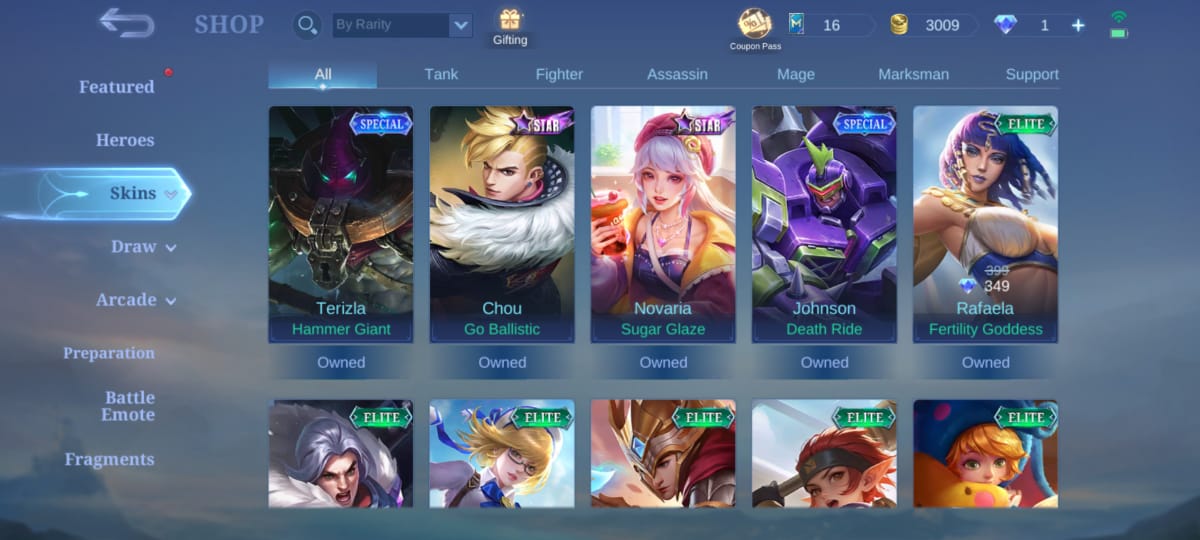 SHOP
By Rarity
Gifting
Coupon Pass
16
3009
1
Featured
Heroes
Skins
Draw
Arcade
Preparation
Battle
Emote
Fragments
All
Tank
Fighter
Assassin
Mage
Marksman
Support
SPECIAL
STAR
STAR
SPECIAL
ELITE
399
349
Terizla
Chou
Novaria
Johnson
Rafaela
Hammer Giant
Go Ballistic
Sugar Glaze
Death Ride
Fertility Goddess
Owned
Owned
Owned
Owned
Owned
ELITE
ELITE
ELITE
ELITE
ELITE